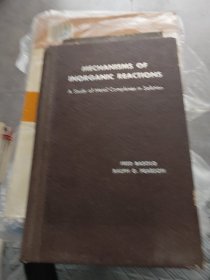 MECHANISMS OF
INORGANIC REACTIONS
A Study of Metal Complexes in Solution
FRED BASOLO
RALPH G. PEARSON